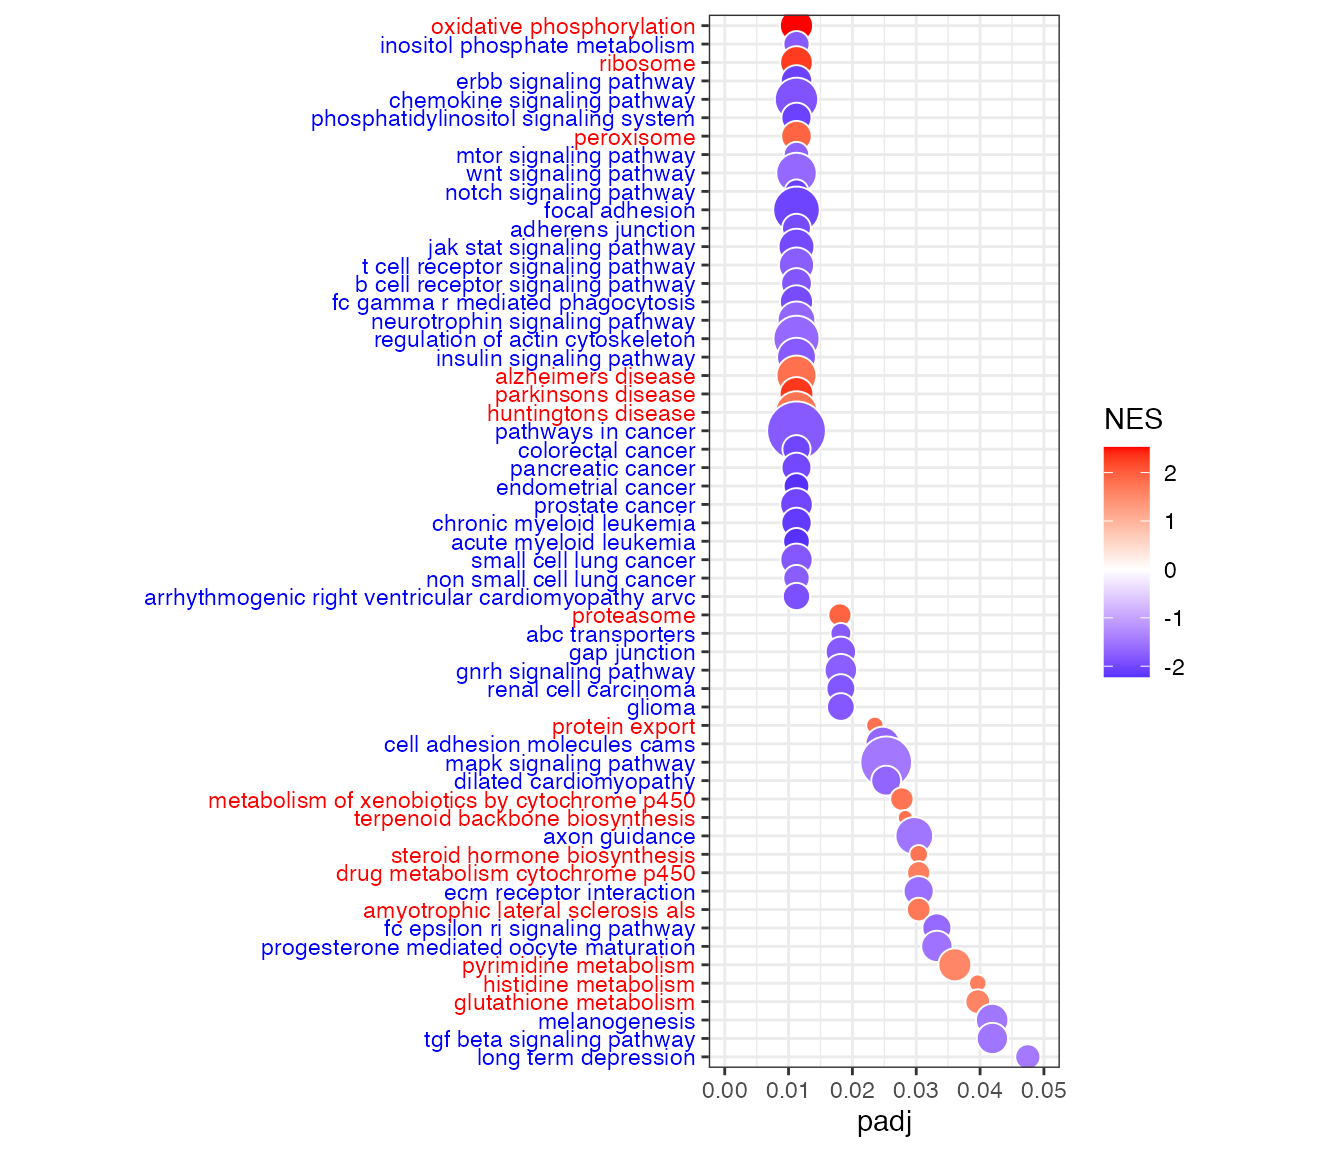 oxidative phosphorylation
inositol phosphate metabolism
ribosome
erbb signaling pathway
chemokine signaling pathway
phosphatidylinositol signaling system
peroxisome
mtor signaling pathway
wnt signaling pathway
notch signaling pathway
focal adhesion
adherens junction
jak stat signaling pathway
t cell receptor signaling pathway
b cell receptor signaling pathway
fc gamma r mediated phagocytosis
neurotrophin signaling pathway
regulation of actin cytoskeleton
insulin signaling pathway
alzheimers disease
parkinsons disease
huntingtons disease
pathways in cancer
colorectal cancer
pancreatic cancer
endometrial cancer
prostate cancer
chronic myeloid leukemia
acute myeloid leukemia
small cell lung cancer
non small cell lung cancer
arrhythmogenic right ventricular cardiomyopathy arvc
proteasome
abc transporters
gap junction
gnrh signaling pathway
renal cell carcinoma
glioma
protein export
cell adhesion molecules cams
mapk signaling pathway
dilated cardiomyopathy
metabolism of xenobiotics by cytochrome p450
terpenoid backbone biosynthesis
axon guidance
steroid hormone biosynthesis
drug metabolism cytochrome p450
ecm receptor interaction
amyotrophic lateral sclerosis als
fc epsilon ri signaling pathway
progesterone mediated oocyte maturation
pyrimidine metabolism
histidine metabolism
glutathione metabolism
melanogenesis
tgf beta signaling pathway
long term depression
0.00 0.01 0.02 0.03 0.04 0.05
padj
NES
2
1
0
-1
-2